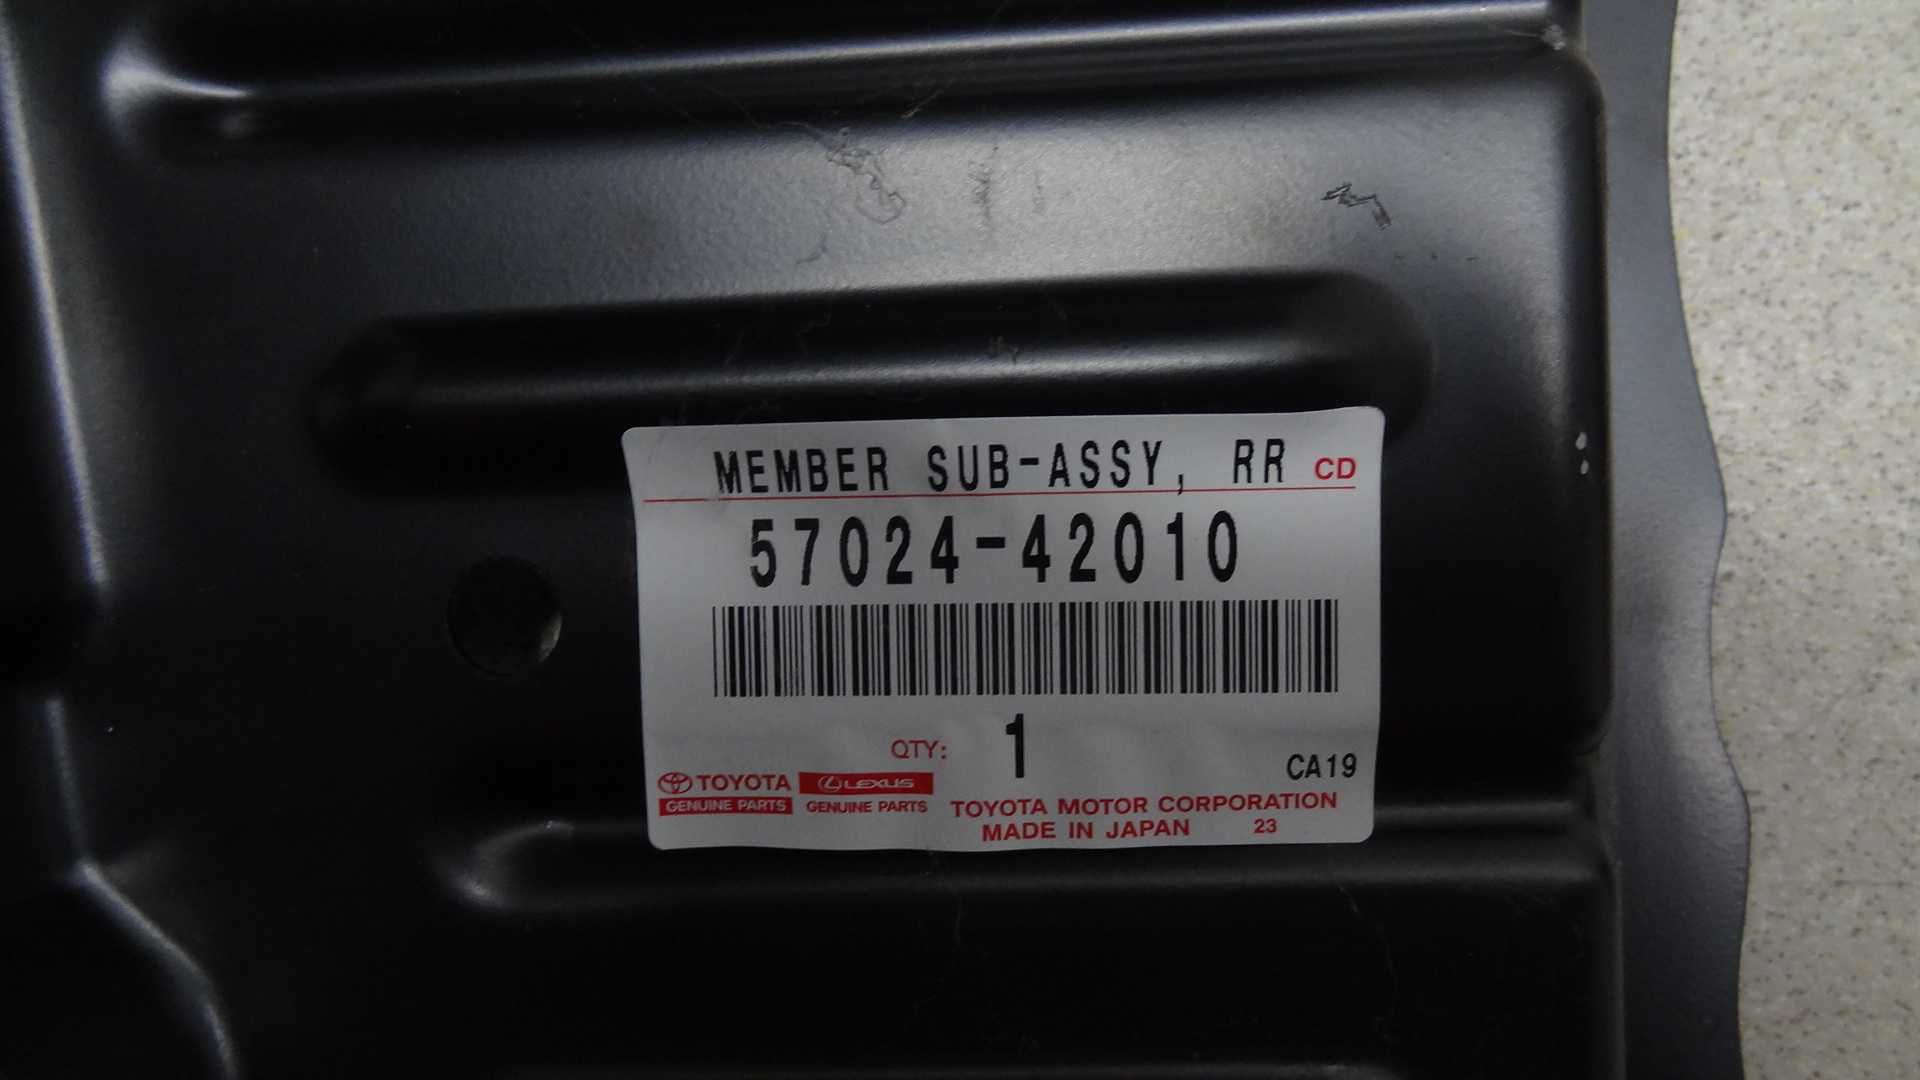 MEMBER SUB-ASSY, RR CD
57024-42010
QTY: 1
CA19
TOYOTA LEXUS
GENUINE PARTS GENUINE PARTS
TOYOTA MOTOR CORPORATION
MADE IN JAPAN 23